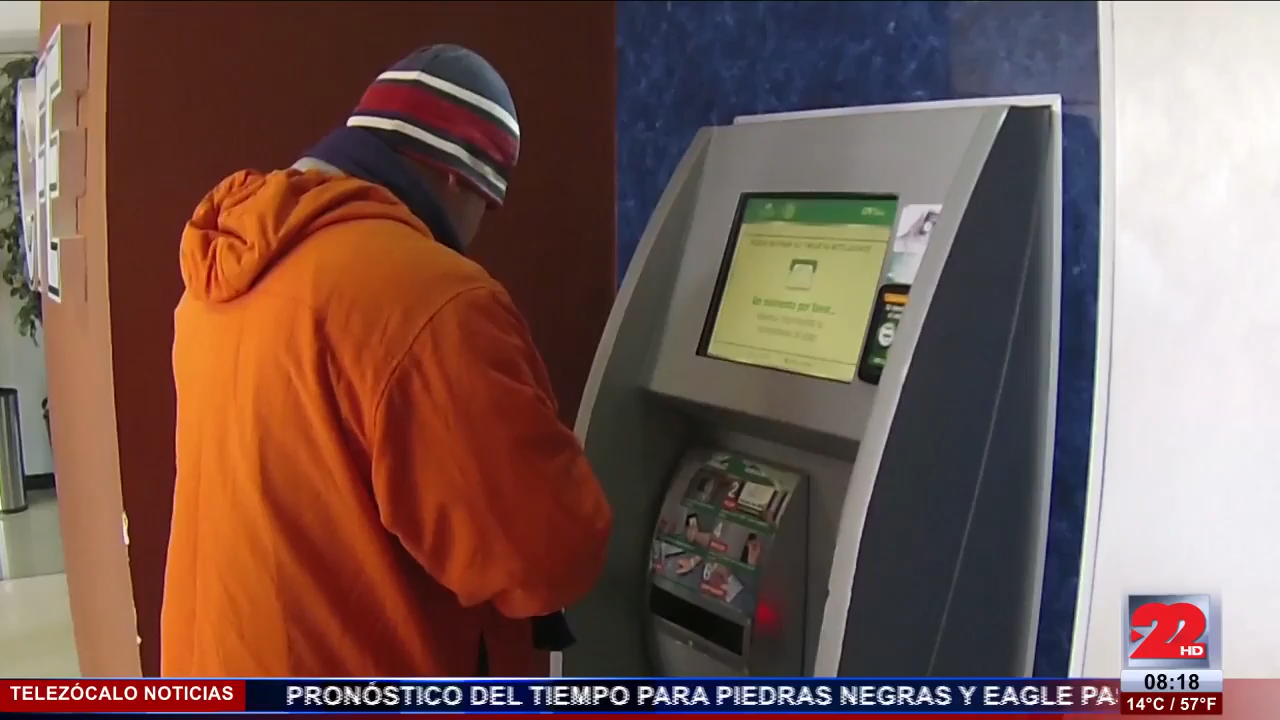 Un momento por favor...
2
22
HD
08:18
TELEZÓCALO NOTICIAS
PRONÓSTICO DEL TIEMPO PARA PIEDRAS NEGRAS Y EAGLE PA
14°C / 57°F